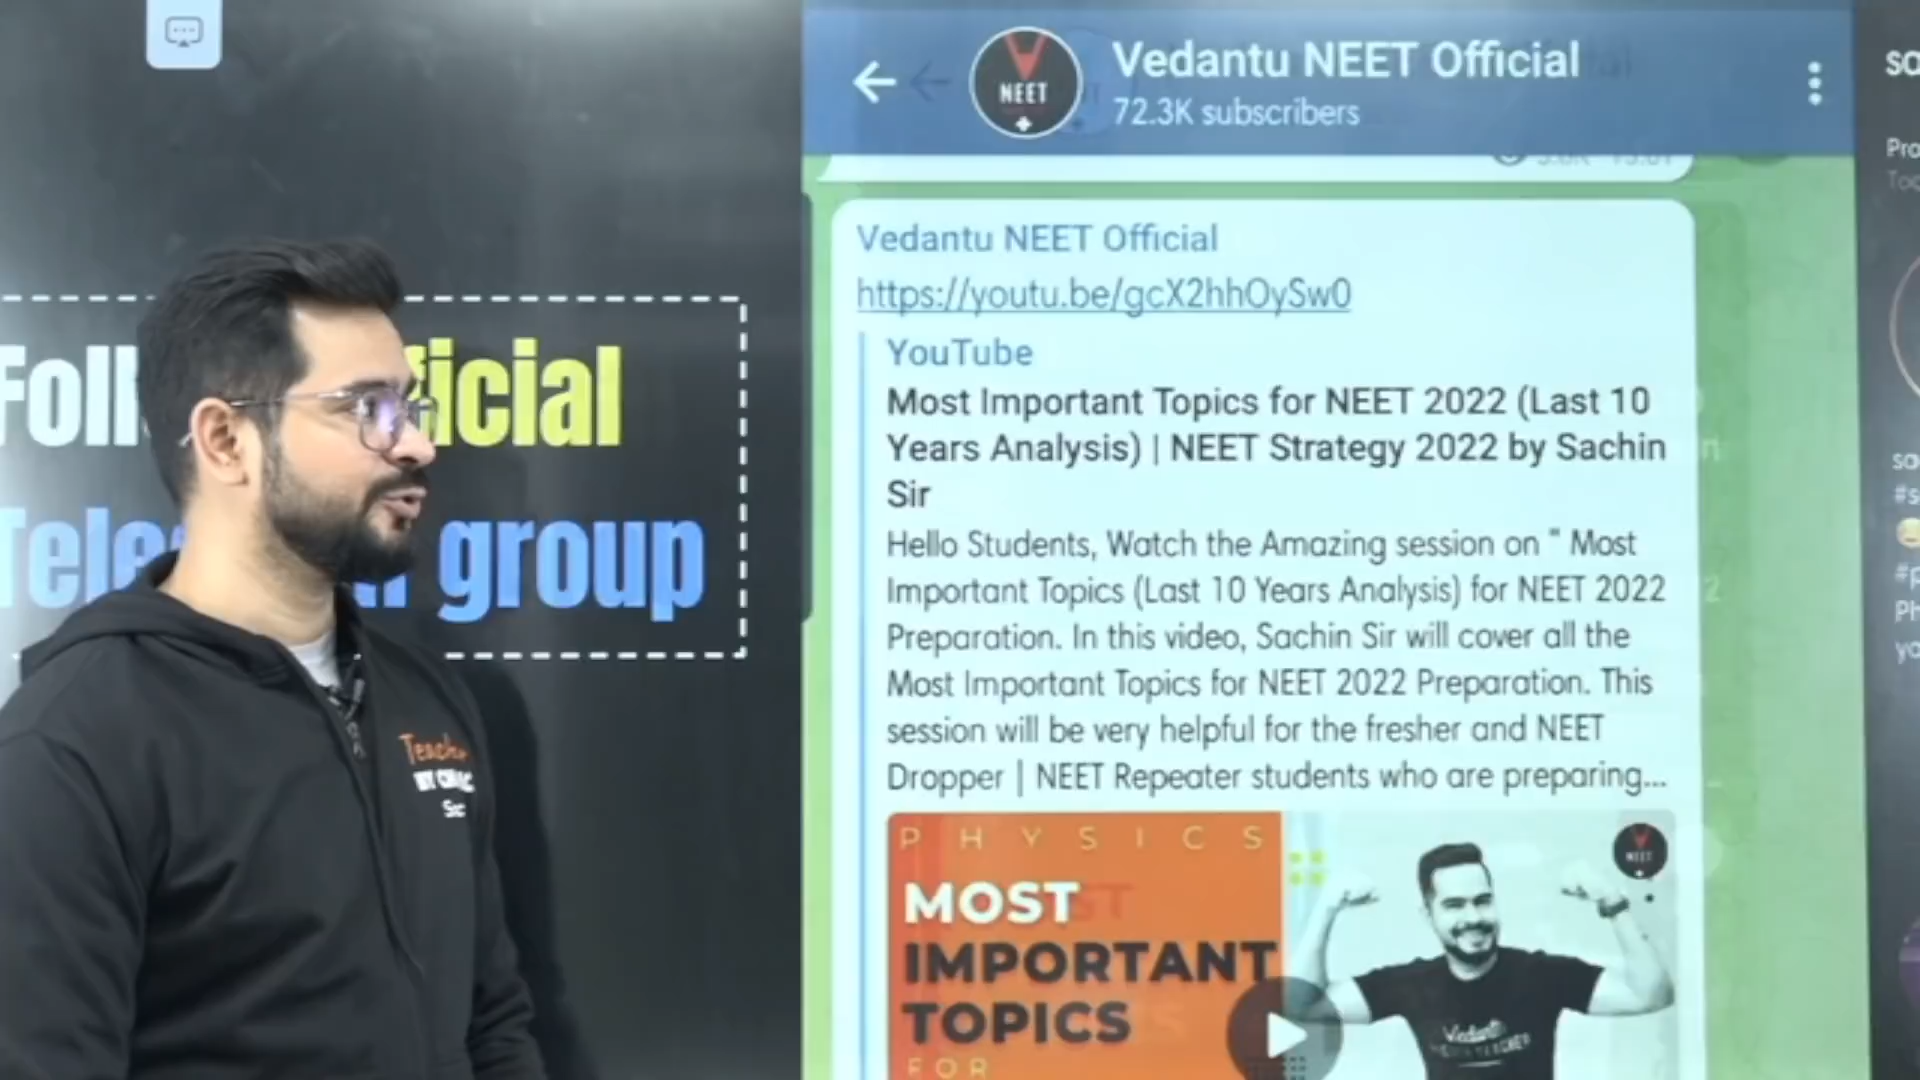 Vedantu NEET Official
72.3K subscribers
NEET
Vedantu NEET Official
https://youtu.be/gcX2hhOySw0
YouTube
Most Important Topics for NEET 2022 (Last 10
Years Analysis) | NEET Strategy 2022 by Sachin
Sir
Hello Students, Watch the Amazing session on " Most
Important Topics (Last 10 Years Analysis) for NEET 2022
Preparation. In this video, Sachin Sir will cover all the
Most Important Topics for NEET 2022 Preparation. This
session will be very helpful for the fresher and NEET
Dropper | NEET Repeater students who are preparing...
PHYSICS
MOST
IMPORTANT
TOPICS
FOR
NEET
Vedantu
group